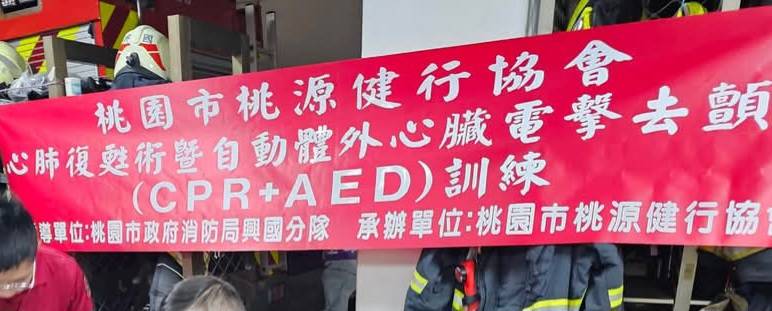 桃園市桃源健行協會
心肺復甦術暨自動體外心臟電擊去顫
(CPR+AED)訓練
導單位:桃園市政府消防局興國分隊 承辦單位:桃園市桃源健行協會
國